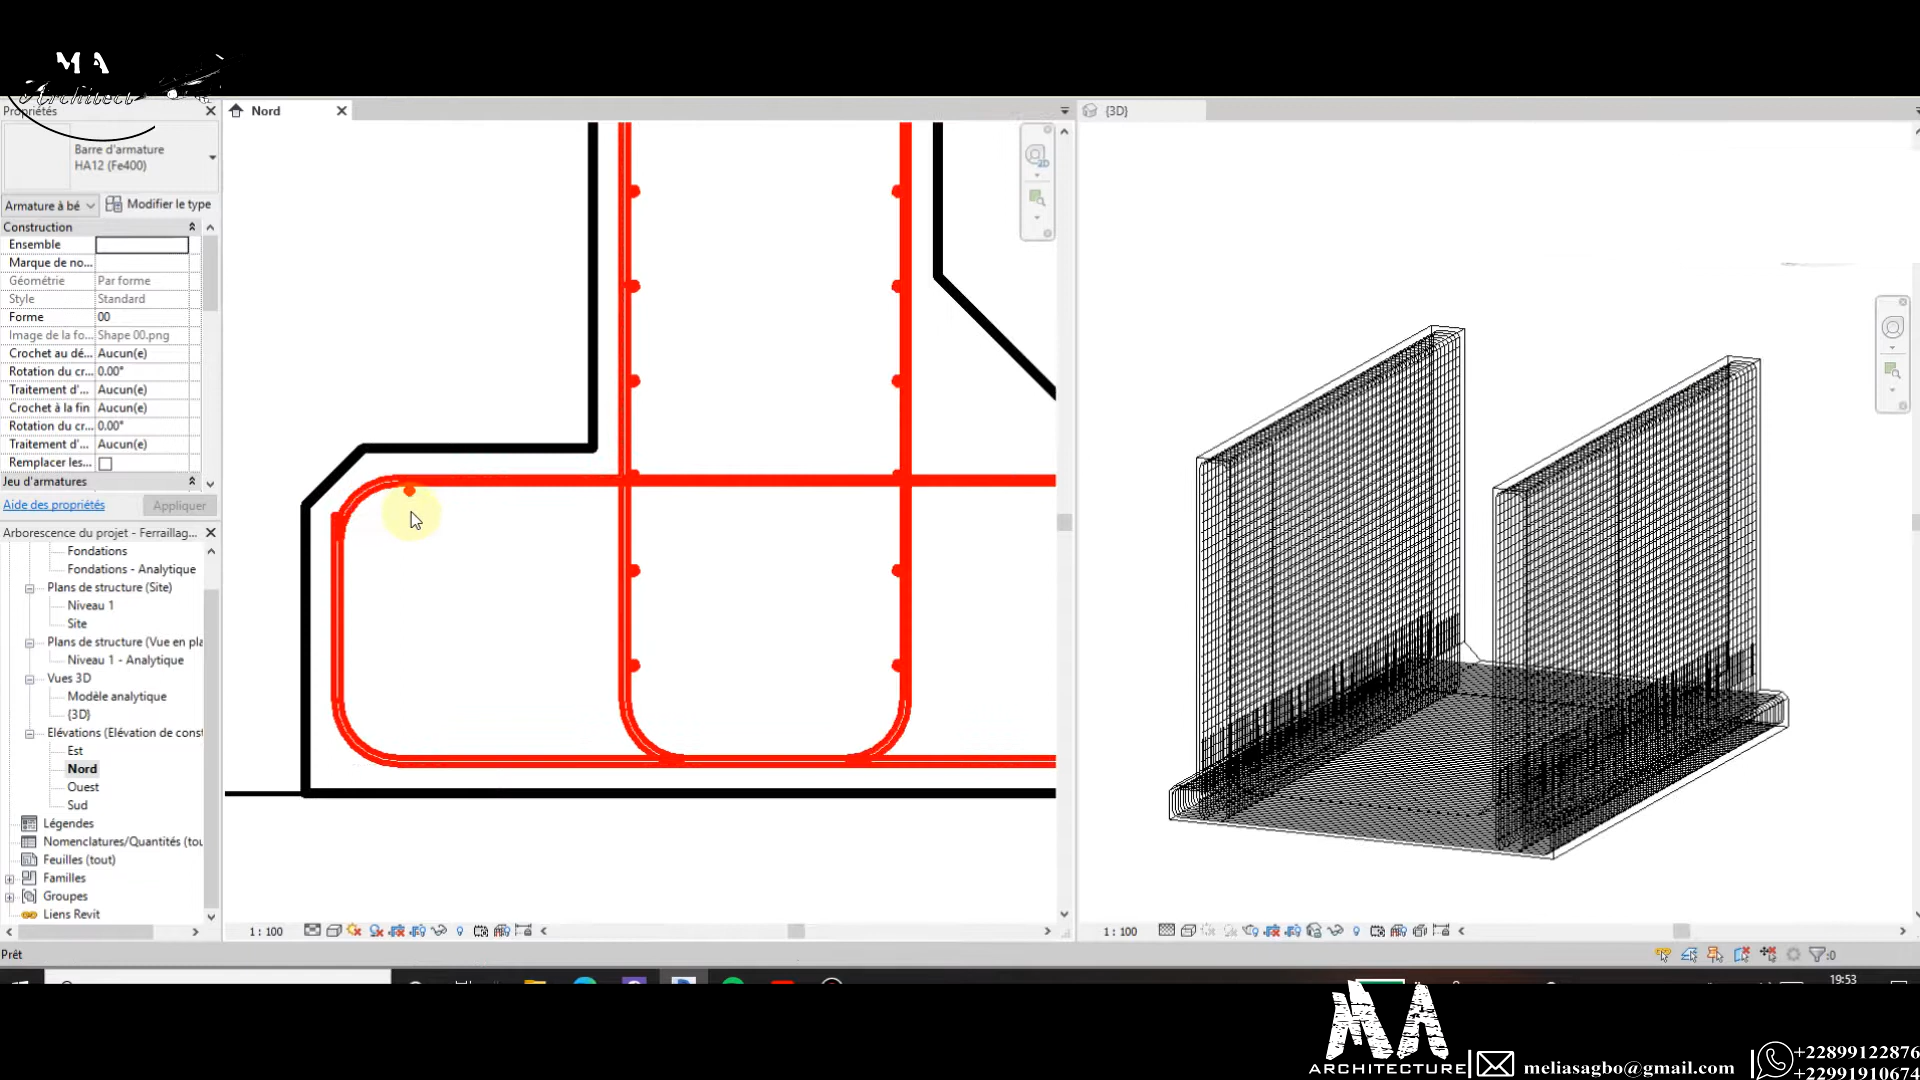 MA
Architect
Propriétés
Nord
{3D}
Barre d'armature
HA12 (Fe400)
Armature à bé
Modifier le type
Construction
Ensemble
Marque de no...
Géométrie Par forme
Style Standard
Forme 00
Image de la fo... Shape 00.png
Crochet au dé... Aucun(e)
Rotation du cr... 0.00°
Traitement d'... Aucun(e)
Crochet à la fin Aucun(e)
Rotation du cr... 0.00°
Traitement d'... Aucun(e)
Remplacer les...
Jeu d'armatures
Aide des propriétés Appliquer
Arborescence du projet - Ferraillag...
Fondations
Fondations - Analytique
Plans de structure (Site)
Niveau 1
Site
Plans de structure (Vue en pla
Niveau 1 - Analytique
Vues 3D
Modèle analytique
{3D}
Elévations (Elévation de const
Est
Nord
Ouest
Sud
Légendes
Nomenclatures/Quantités (tou
Feuilles (tout)
Familles
Groupes
Liens Revit
1 : 100
1 : 100
Prêt
:0
19:53
MA
ARCHITECTURE
meliasagbo@gmail.com
+22899122876
+22991910674
2D